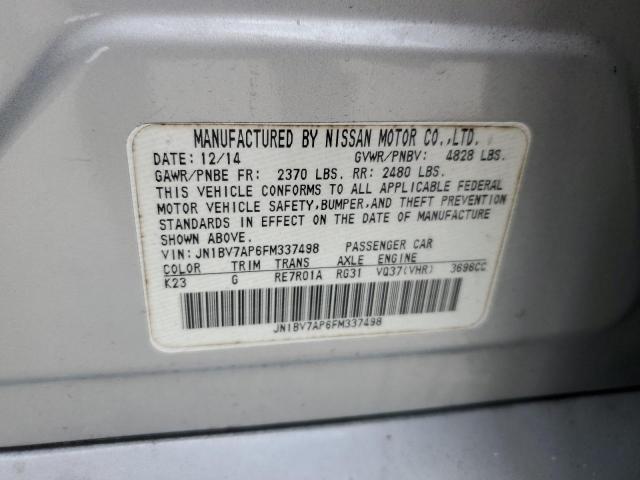 MANUFACTURED BY NISSAN MOTOR CO.,LTD.
DATE: 12/14 GVWR/PNBV: 4828 LBS.
GAWR/PNBE FR: 2370 LBS. RR: 2480 LBS.
THIS VEHICLE CONFORMS TO ALL APPLICABLE FEDERAL
MOTOR VEHICLE SAFETY,BUMPER,AND THEFT PREVENTION
STANDARDS IN EFFECT ON THE DATE OF MANUFACTURE
SHOWN ABOVE.
VIN: JN1BV7AP6FM337498 PASSENGER CAR
COLOR TRIM TRANS AXLE ENGINE
K23 G RE7R01A RG31 VQ37(VHR) 3696CC
JN1BV7AP6FM337498